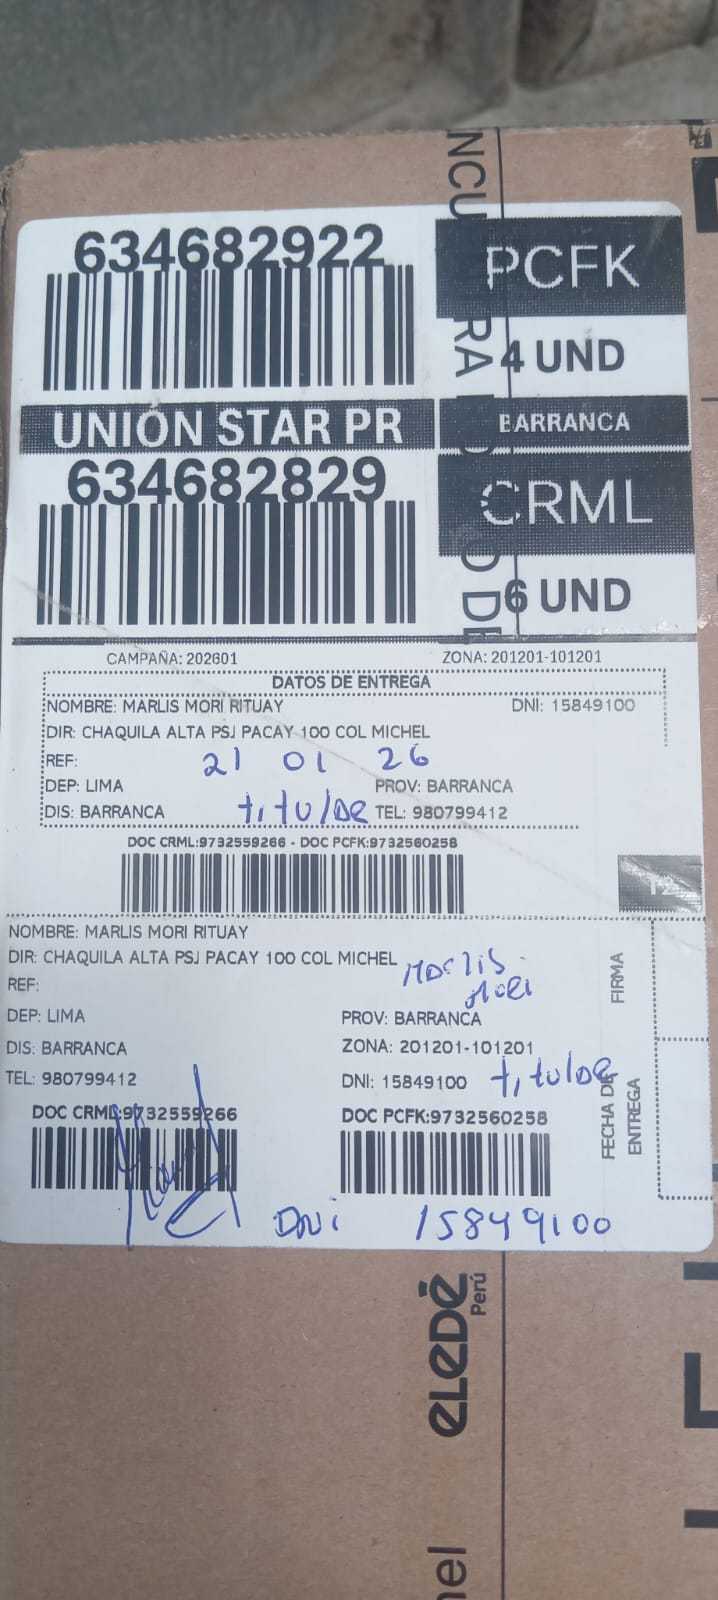 634682922
PCFK
4 UND
UNION STAR PR
BARRANCA
634682829
CRML
6 UND
CAMPAÑA: 202601 ZONA: 201201-101201
DATOS DE ENTREGA
NOMBRE: MARLIS MORI RITUAY DNI: 15849100
DIR: CHAQUILA ALTA PSJ PACAY 100 COL MICHEL
REF: 21 01 26
DEP: LIMA PROV: BARRANCA
DIS: BARRANCA titular TEL: 980799412
DOC CRML:9732559266 - DOC PCFK:9732560258
T2
NOMBRE: MARLIS MORI RITUAY
DIR: CHAQUILA ALTA PSJ PACAY 100 COL MICHEL
Marlis
Mori
REF:
DEP: LIMA PROV: BARRANCA
DIS: BARRANCA ZONA: 201201-101201
TEL: 980799412 DNI: 15849100 titular
DOC CRML:9732559266 DOC PCFK:9732560258
FIRMA
FECHA DE
ENTREGA
DNI 15849100
eLeDé
Perú